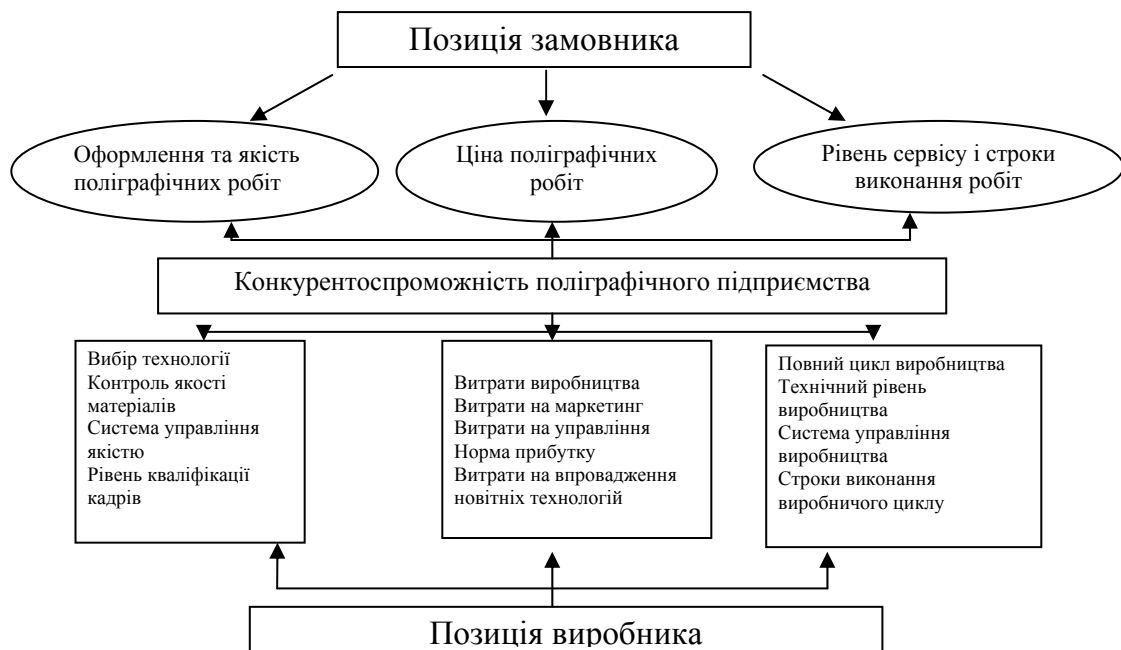 Позиція замовника
Оформлення та якість
поліграфічних робіт
Ціна поліграфічних
робіт
Рівень сервісу і строки
виконання робіт
Конкурентоспроможність поліграфічного підприємства
Вибір технології
Контроль якості
матеріалів
Система управління
якістю
Рівень кваліфікації
кадрів
Витрати виробництва
Витрати на маркетинг
Витрати на управління
Норма прибутку
Витрати на впровадження
новітніх технологій
Повний цикл виробництва
Технічний рівень
виробництва
Система управління
виробництва
Строки виконання
виробничого циклу
Позиція виробника